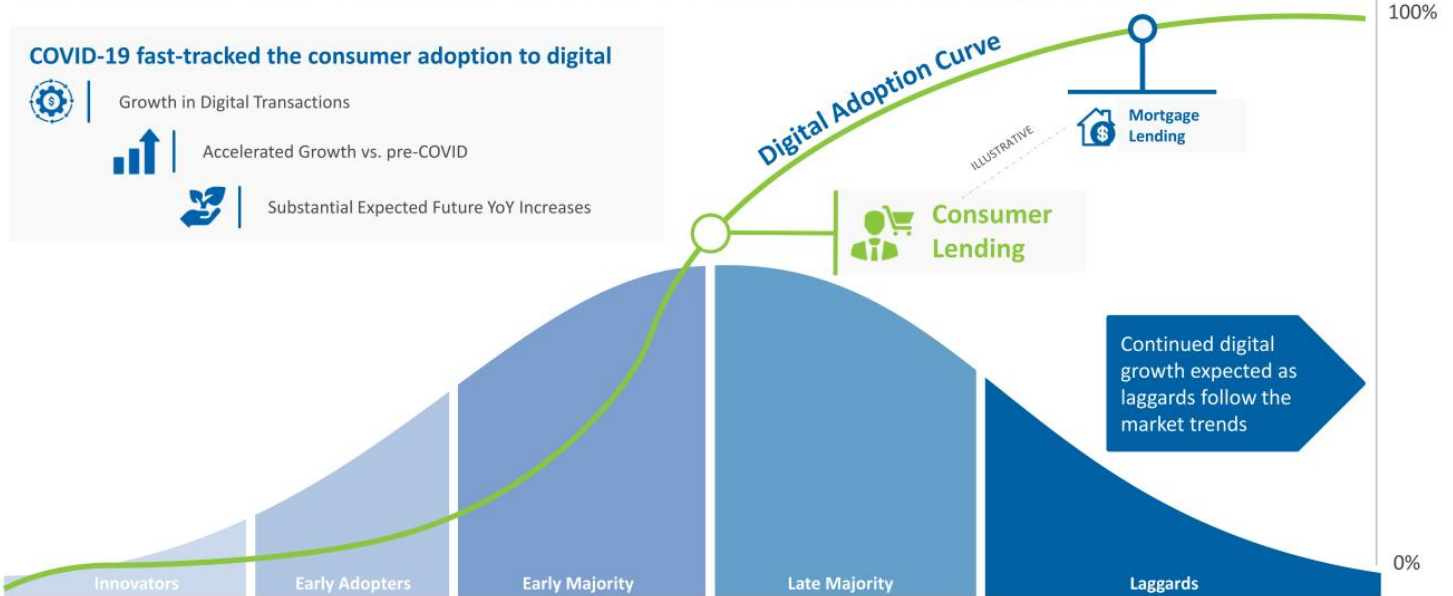 100%
COVID-19 fast-tracked the consumer adoption to digital
Growth in Digital Transactions
Accelerated Growth vs. pre-COVID
Substantial Expected Future YoY Increases
Digital Adoption Curve
Mortgage
Lending
ILLUSTRATIVE
Consumer
Lending
Continued digital
growth expected as
laggards follow the
market trends
0%
Innovators
Early Adopters
Early Majority
Late Majority
Laggards